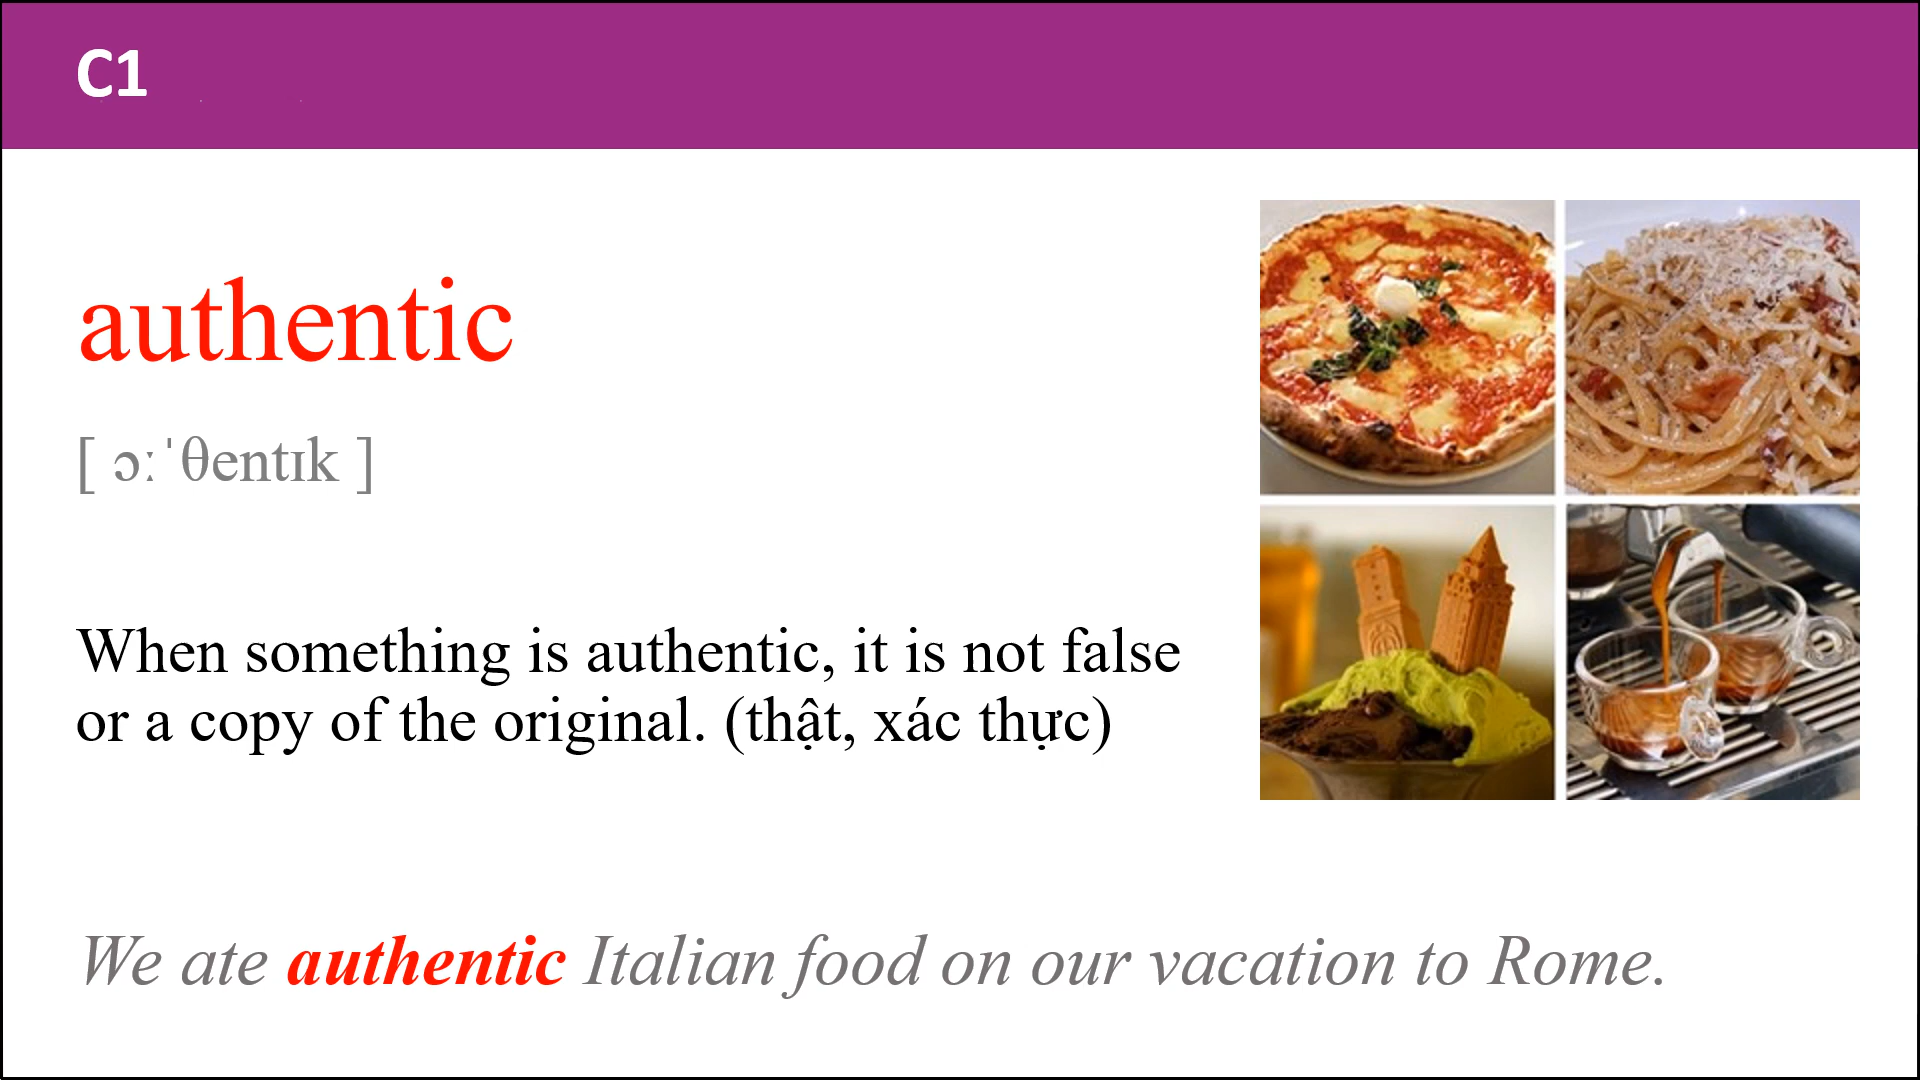 C1
authentic
[ ɔːˈθentɪk ]
When something is authentic, it is not false
or a copy of the original. (thật, xác thực)
We ate authentic Italian food on our vacation to Rome.